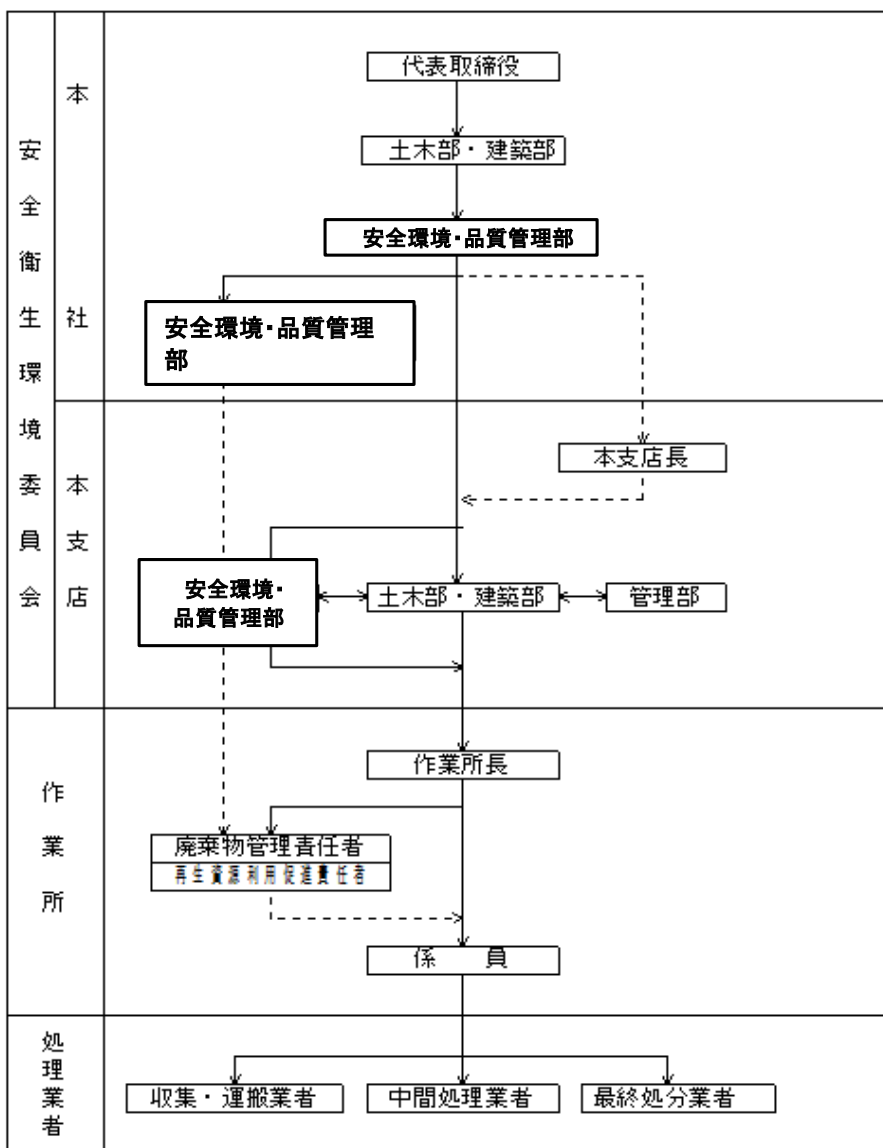 安全衛生環境委員会
本社
代表取締役
土木部・建築部
安全環境・品質管理部
安全環境・品質管理
部
本支店
本支店長
安全環境・
品質管理部
土木部・建築部
管理部
作業所
作業所長
廃棄物管理責任者
再生資源利用促進責任者
係　員
処理業者
収集・運搬業者
中間処理業者
最終処分業者